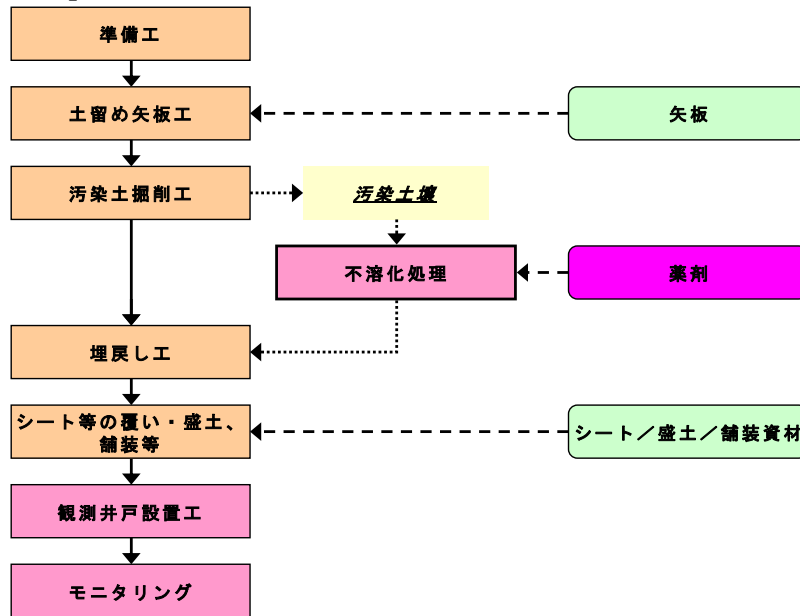 準備工
土留め矢板工
矢板
汚染土掘削工
汚染土壌
不溶化処理
薬剤
埋戻し工
シート等の覆い・盛土、
舗装等
シート／盛土／舗装資材
観測井戸設置工
モニタリング